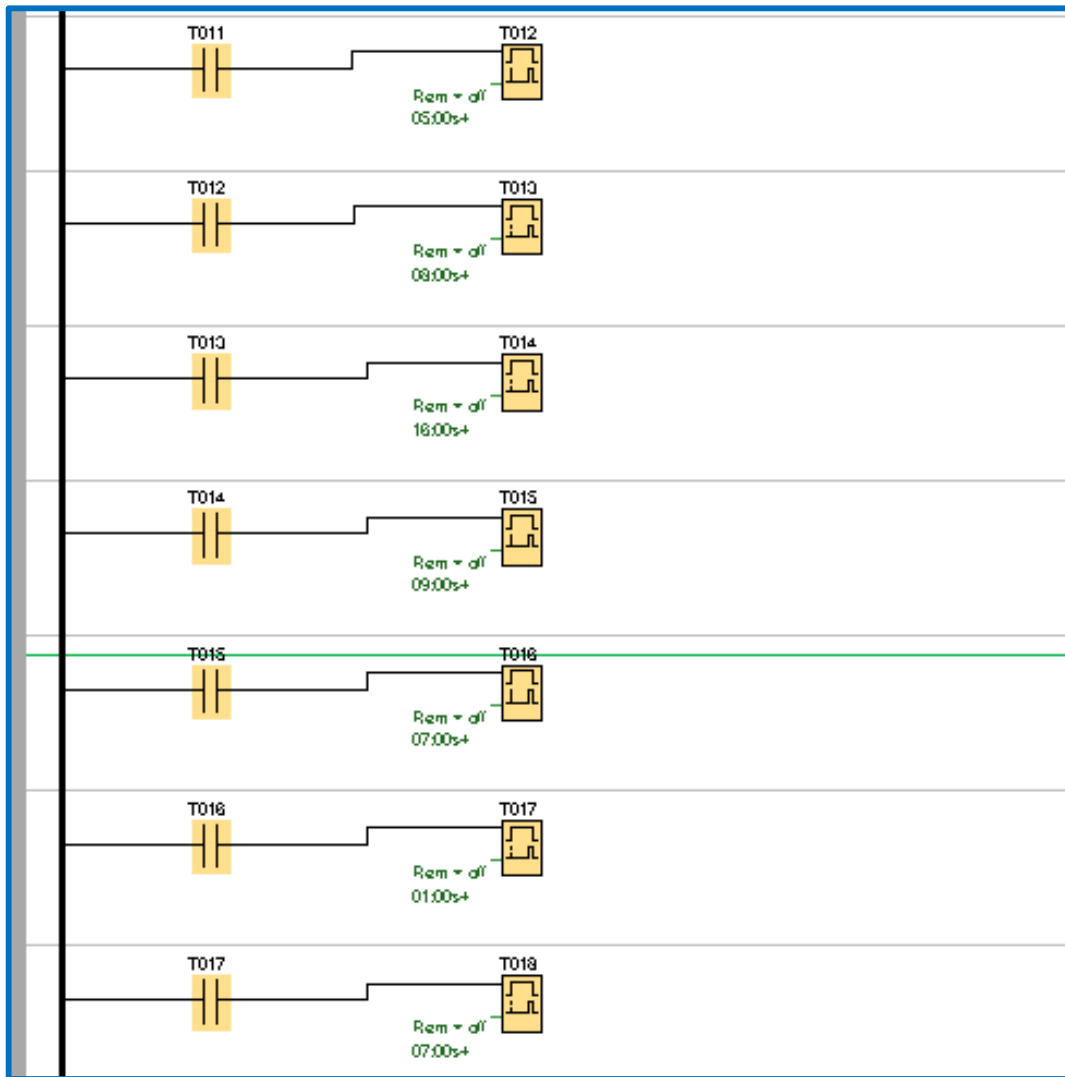 T011 T012
Rem = off
05:00s+
T012 T013
Rem = off
08:00s+
T013 T014
Rem = off
16:00s+
T014 T015
Rem = off
09:00s+
T015 T016
Rem = off
07:00s+
T016 T017
Rem = off
01:00s+
T017 T018
Rem = off
07:00s+